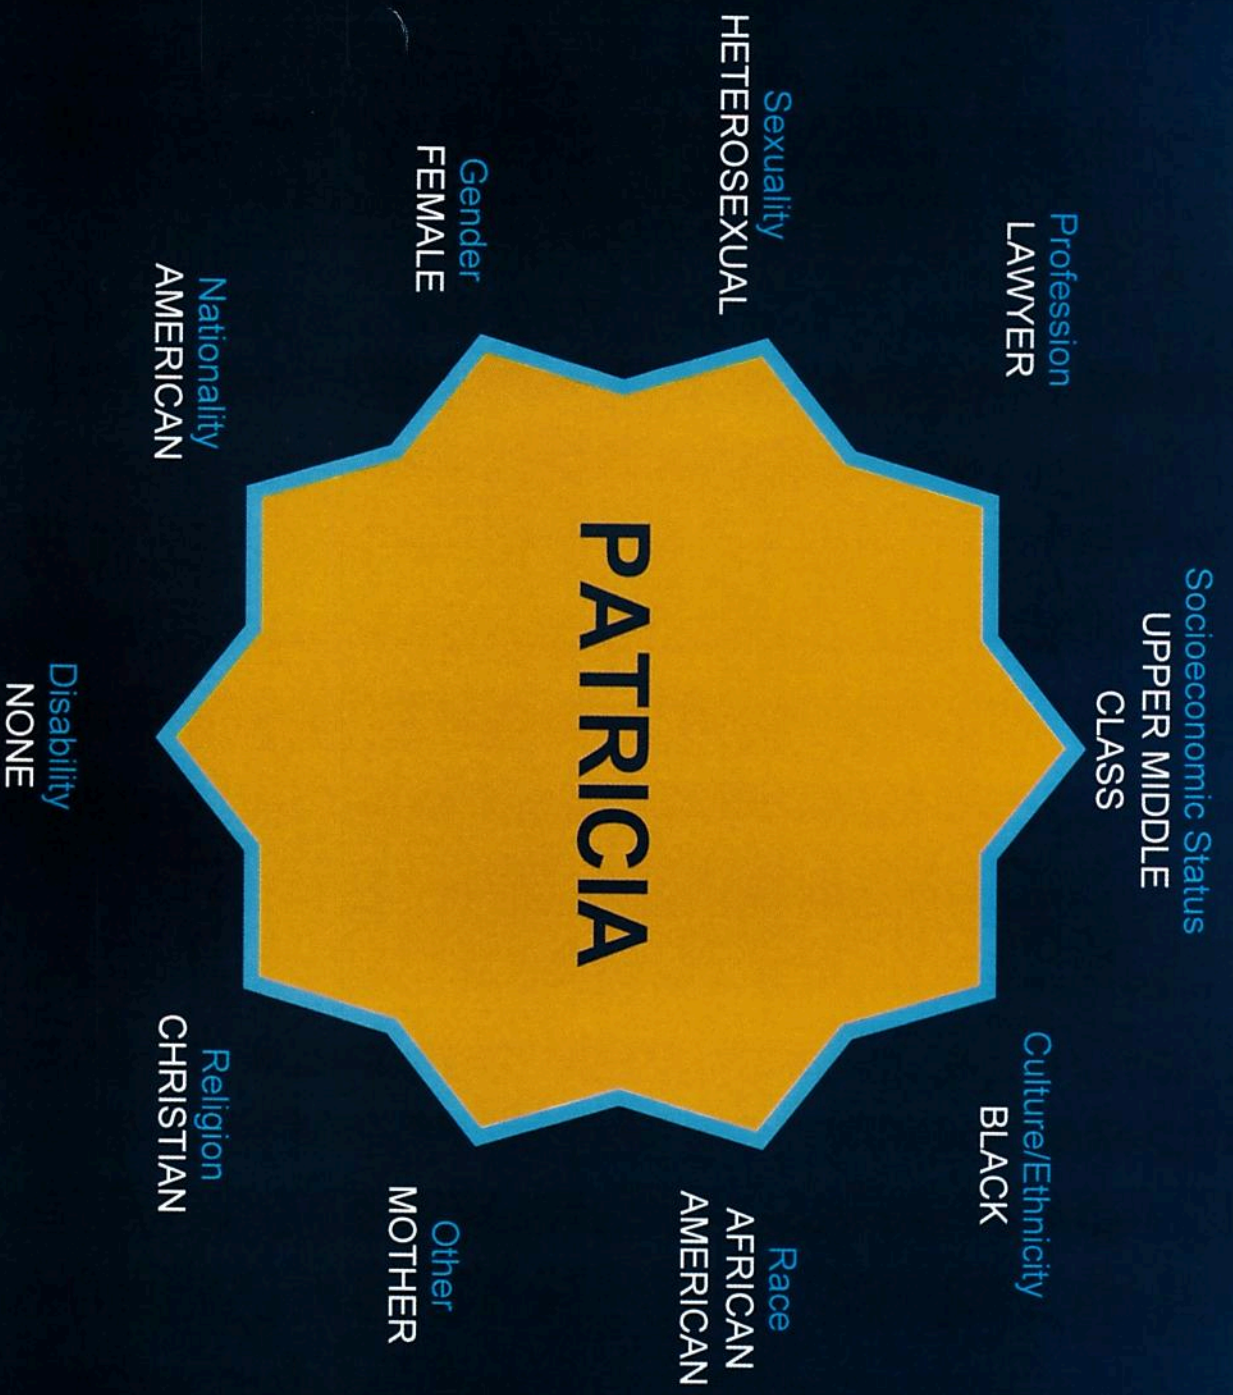 Socioeconomic Status
UPPER MIDDLE
CLASS
Culture/Ethnicity
BLACK
Race
AFRICAN
AMERICAN
Other
MOTHER
Religion
CHRISTIAN
Disability
NONE
Nationality
AMERICAN
Gender
FEMALE
Sexuality
HETEROSEXUAL
Profession
LAWYER
PATRICIA